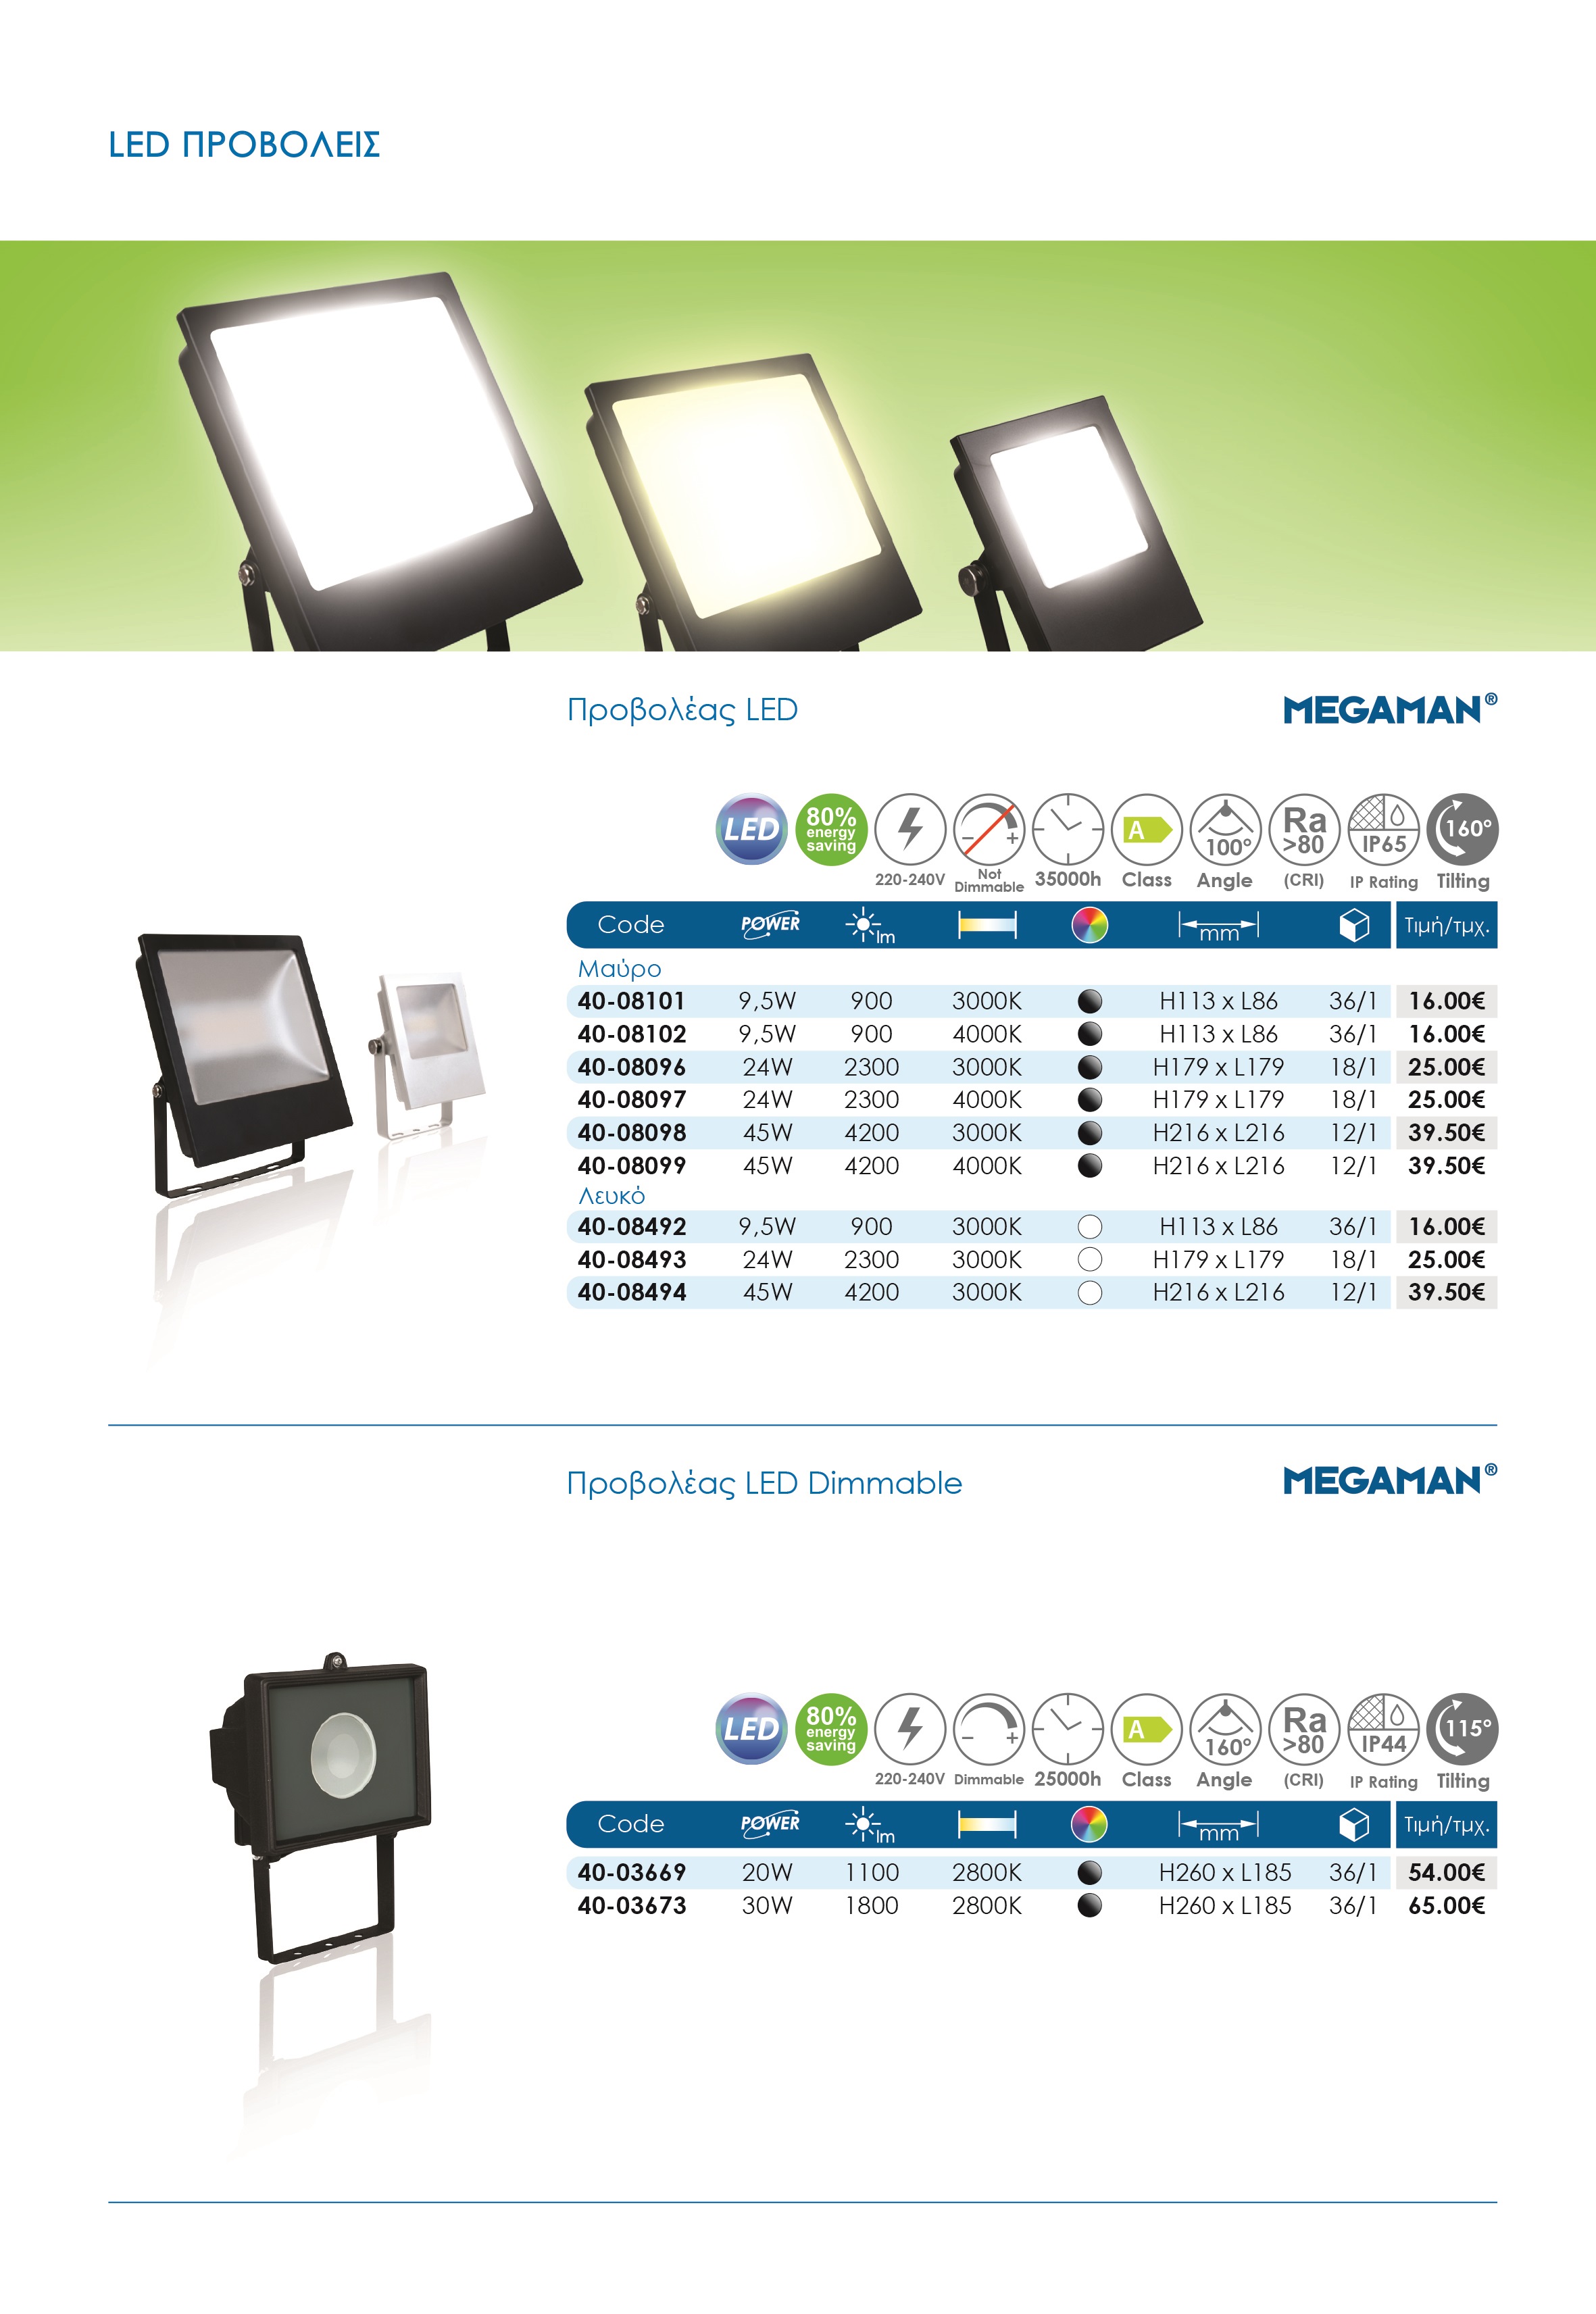 LED ΠΡΟΒΟΛΕΙΣ
Προβολέας LED
MEGAMAN®
LED 80% energy saving Ra >80 A 100° IP65 160°
220-240V Not Dimmable 35000h Class Angle (CRI) IP Rating Tilting
Code POWER lm mm Τιμή/τμχ.
Μαύρο
40-08101 9,5W 900 3000K H113 x L86 36/1 16.00€
40-08102 9,5W 900 4000K H113 x L86 36/1 16.00€
40-08096 24W 2300 3000K H179 x L179 18/1 25.00€
40-08097 24W 2300 4000K H179 x L179 18/1 25.00€
40-08098 45W 4200 3000K H216 x L216 12/1 39.50€
40-08099 45W 4200 4000K H216 x L216 12/1 39.50€
Λευκό
40-08492 9,5W 900 3000K H113 x L86 36/1 16.00€
40-08493 24W 2300 3000K H179 x L179 18/1 25.00€
40-08494 45W 4200 3000K H216 x L216 12/1 39.50€
Προβολέας LED Dimmable
MEGAMAN®
LED 80% energy saving A 160° Ra >80 IP44 115°
220-240V Dimmable 25000h Class Angle (CRI) IP Rating Tilting
Code POWER lm mm Τιμή/τμχ.
40-03669 20W 1100 2800K H260 x L185 36/1 54.00€
40-03673 30W 1800 2800K H260 x L185 36/1 65.00€